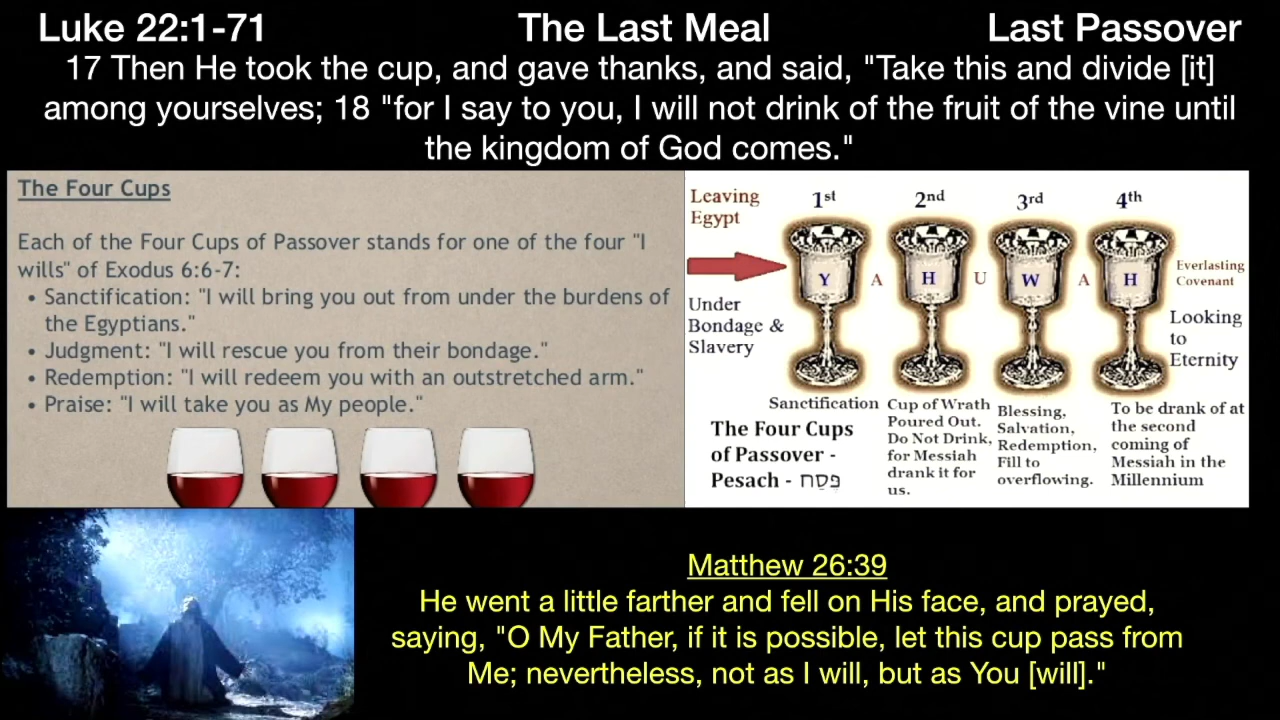 Luke 22:1-71 The Last Meal Last Passover
17 Then He took the cup, and gave thanks, and said, "Take this and divide [it]
among yourselves; 18 "for I say to you, I will not drink of the fruit of the vine until
the kingdom of God comes."
The Four Cups
Each of the Four Cups of Passover stands for one of the four "I
wills" of Exodus 6:6-7:
• Sanctification: "I will bring you out from under the burdens of
the Egyptians."
• Judgment: "I will rescue you from their bondage."
• Redemption: "I will redeem you with an outstretched arm."
• Praise: "I will take you as My people."
Leaving
Egypt
1st 2nd 3rd 4th
Y A H U W A H
Everlasting
Covenant
Under
Bondage &
Slavery
Looking
to
Eternity
Sanctification
Cup of Wrath
Poured Out.
Do Not Drink,
for Messiah
drank it for
us.
Blessing,
Salvation,
Redemption,
Fill to
overflowing.
To be drank of at
the second
coming of
Messiah in the
Millennium
The Four Cups
of Passover -
Pesach - פֶּסַח
Matthew 26:39
He went a little farther and fell on His face, and prayed,
saying, "O My Father, if it is possible, let this cup pass from
Me; nevertheless, not as I will, but as You [will]."